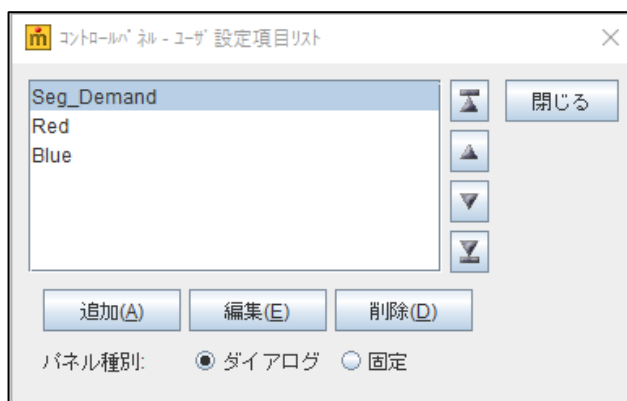 m コントロールパネル - ユーザ設定項目リスト
Seg_Demand
Red
Blue
閉じる
追加(A) 編集(E) 削除(D)
パネル種別: ダイアログ 固定